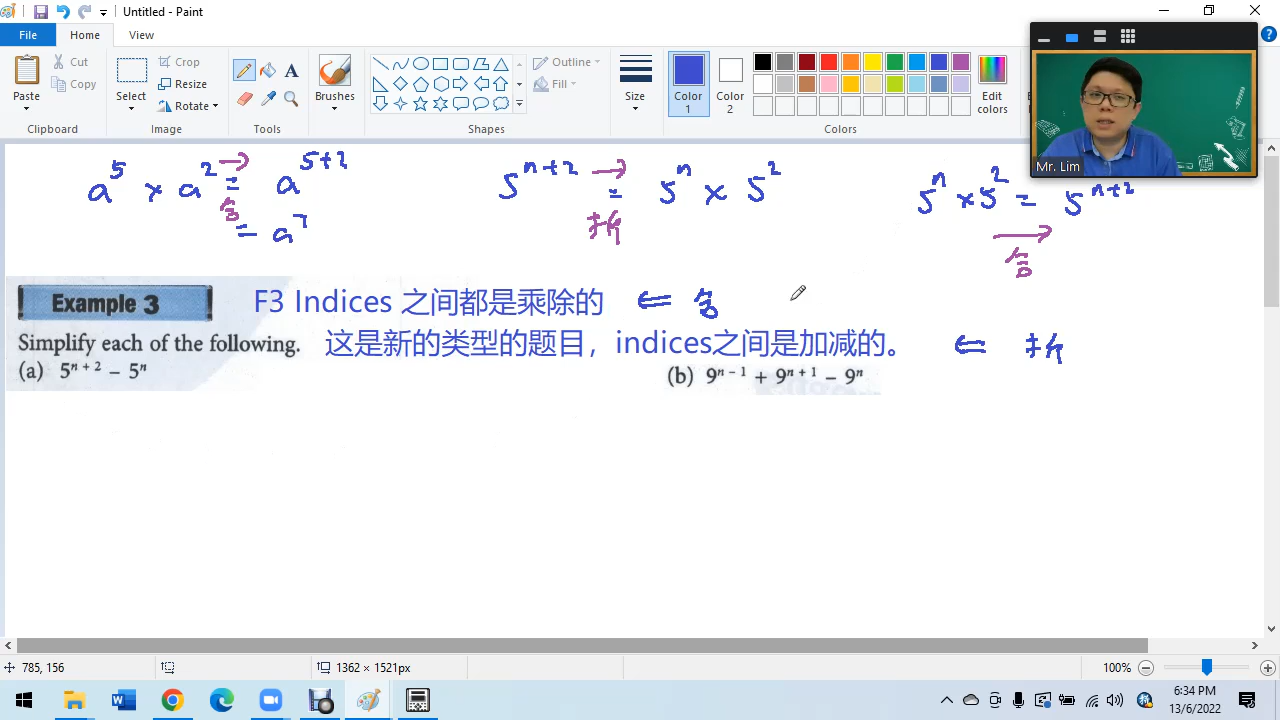 Untitled - Paint
File Home View
Paste Cut Copy
Clipboard
Select Crop Resize Rotate
Image
Tools
Brushes
Outline Fill
Shapes
Size
Color 1
Color 2
Edit colors
Colors
Mr. Lim
a⁵ × a² = a⁵⁺² 合
= a⁷
5ⁿ⁺² = 5ⁿ × 5² 拆
5ⁿ × 5² = 5ⁿ⁺² 合
Example 3
F3 Indices 之间都是乘除的 ⇐ 合
Simplify each of the following. 这是新的类型的题目，indices之间是加减的。 ⇐ 拆
(a) 5ⁿ ⁺ ² – 5ⁿ
(b) 9ⁿ ⁻ ¹ + 9ⁿ ⁺ ¹ – 9ⁿ
785, 156
1362 × 1521px
100%
6:34 PM
13/6/2022